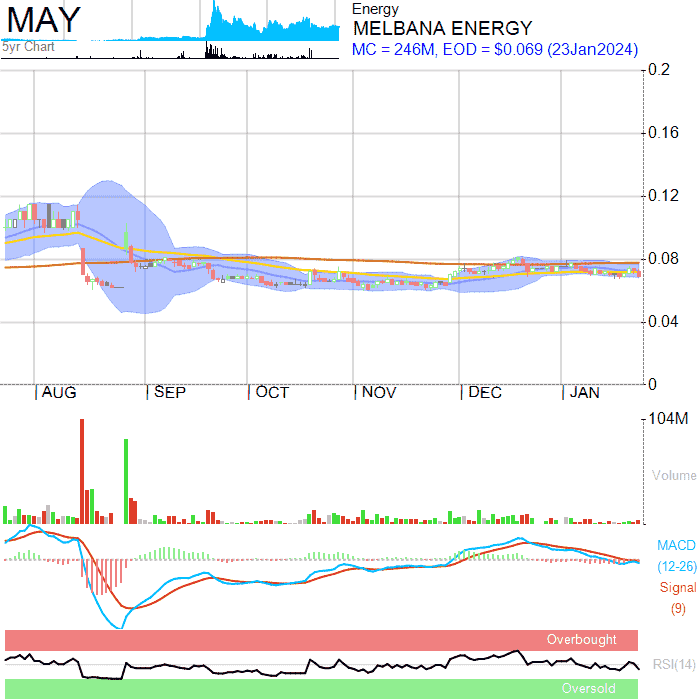 MAY
5yr Chart
Energy
MELBANA ENERGY
MC = 246M, EOD = $0.069 (23Jan2024)
0.2
0.16
0.12
0.08
0.04
0
AUG SEP OCT NOV DEC JAN
104M
Volume
MACD
(12-26)
Signal
(9)
Overbought
RSI(14)
Oversold